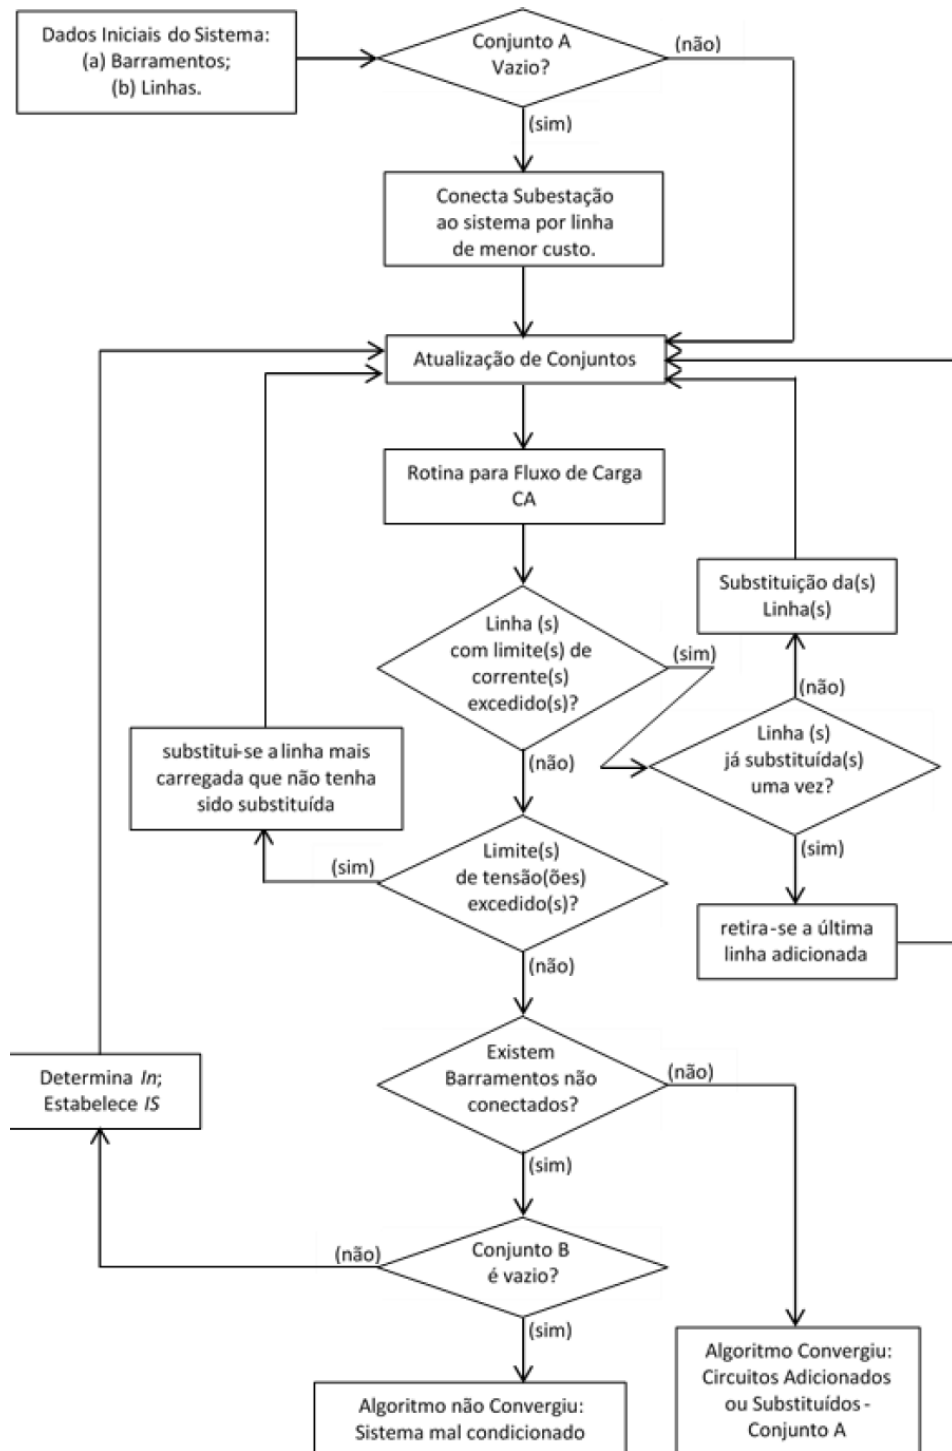 Dados Iniciais do Sistema:
(a) Barramentos;
(b) Linhas.
Conjunto A
Vazio?
(não)
(sim)
Conecta Subestação
ao sistema por linha
de menor custo.
Atualização de Conjuntos
Rotina para Fluxo de Carga
CA
Linha (s)
com limite(s) de
corrente(s)
excedido(s)?
(sim)
(não)
Substituição da(s)
Linha(s)
(não)
Linha (s)
já substituída(s)
uma vez?
(sim)
retira-se a última
linha adicionada
substitui-se a linha mais
carregada que não tenha
sido substituída
(sim)
Limite(s)
de tensão(ões)
excedido(s)?
(não)
Existem
Barramentos não
conectados?
(não)
(sim)
Determina In;
Estabelece IS
(não)
Conjunto B
é vazio?
(sim)
Algoritmo não Convergiu:
Sistema mal condicionado
Algoritmo Convergiu:
Circuitos Adicionados
ou Substituídos -
Conjunto A